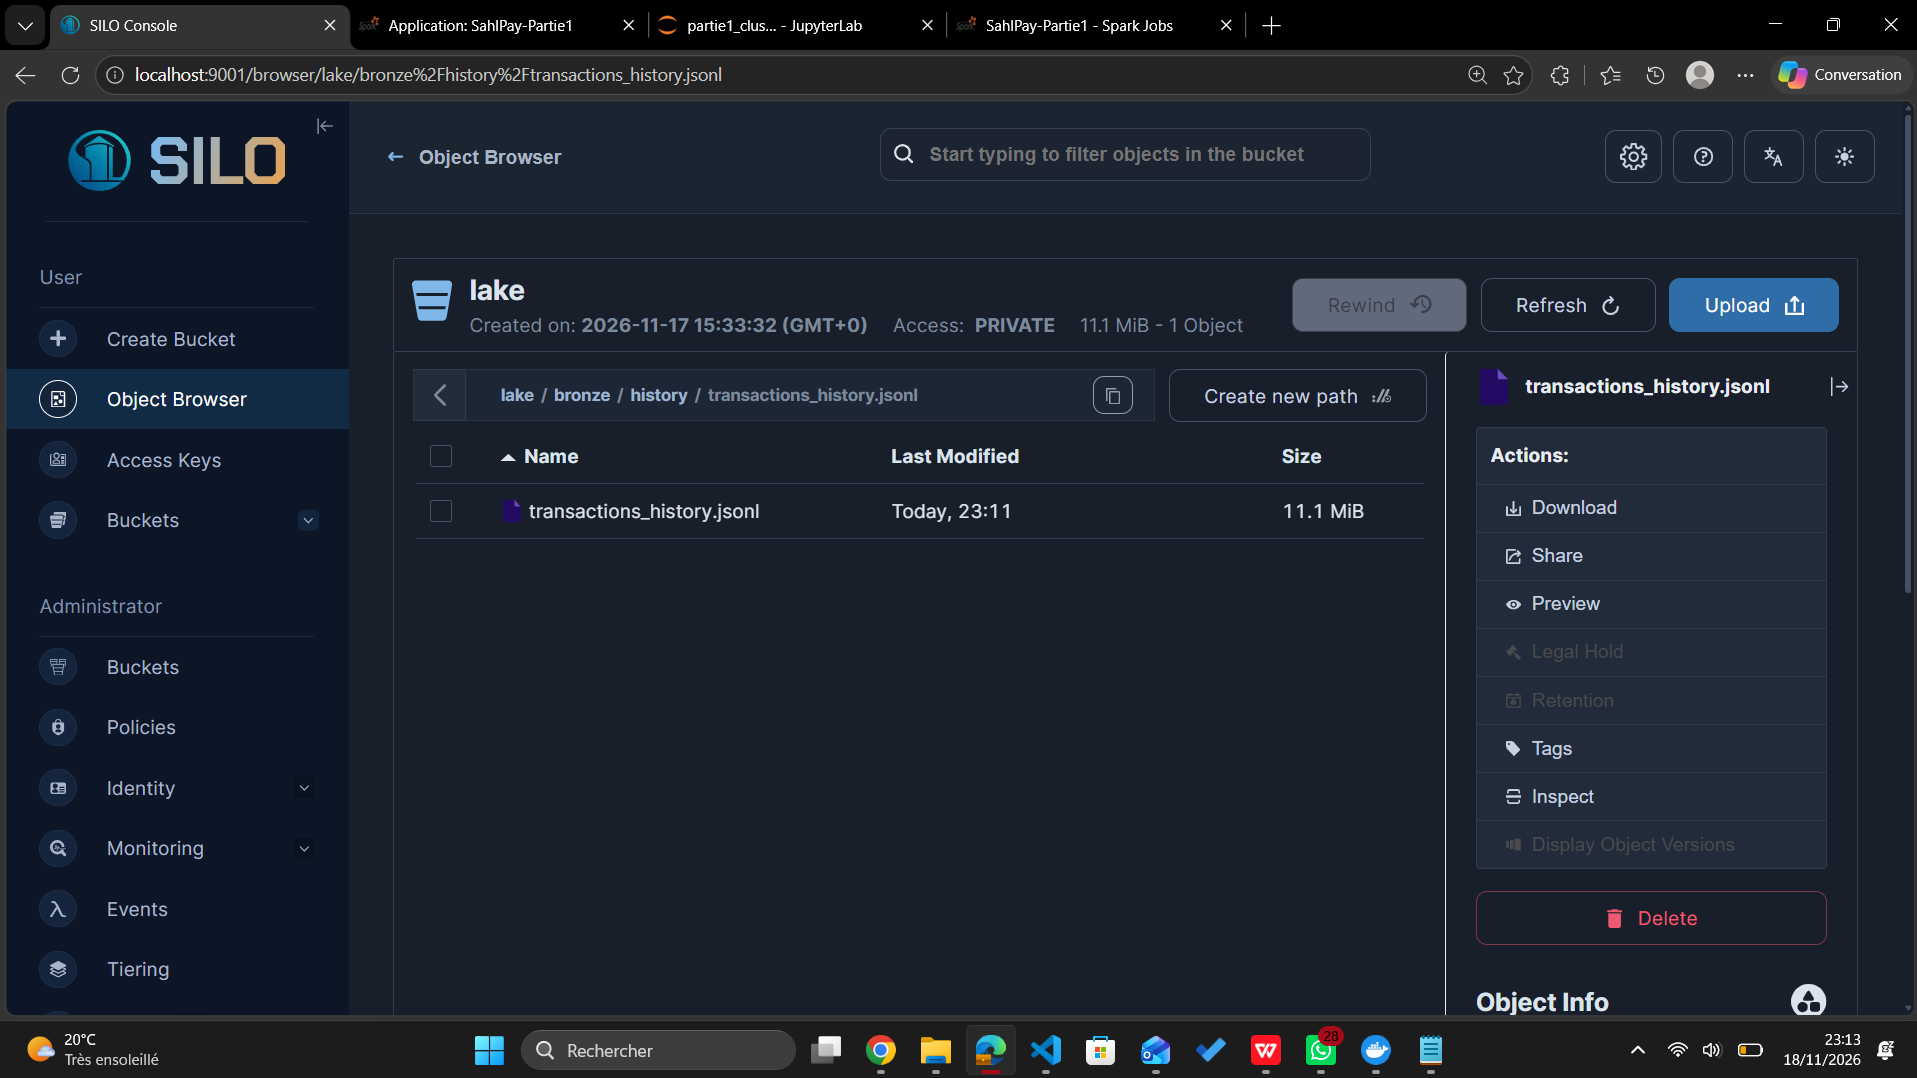 SILO Console
Application: SahlPay-Partie1
partie1_clus... - JupyterLab
SahlPay-Partie1 - Spark Jobs
localhost:9001/browser/lake/bronze%2Fhistory%2Ftransactions_history.jsonl
Conversation
SILO
Object Browser
Start typing to filter objects in the bucket
User
Create Bucket
Object Browser
Access Keys
Buckets
Administrator
Buckets
Policies
Identity
Monitoring
Events
Tiering
lake
Created on: 2026-11-17 15:33:32 (GMT+0) Access: PRIVATE 11.1 MiB - 1 Object
Rewind
Refresh
Upload
lake / bronze / history / transactions_history.jsonl
Create new path
Name Last Modified Size
transactions_history.jsonl Today, 23:11 11.1 MiB
transactions_history.jsonl
Actions:
Download
Share
Preview
Legal Hold
Retention
Tags
Inspect
Display Object Versions
Delete
Object Info
20°C
Très ensoleillé
Rechercher
28
23:13
18/11/2026